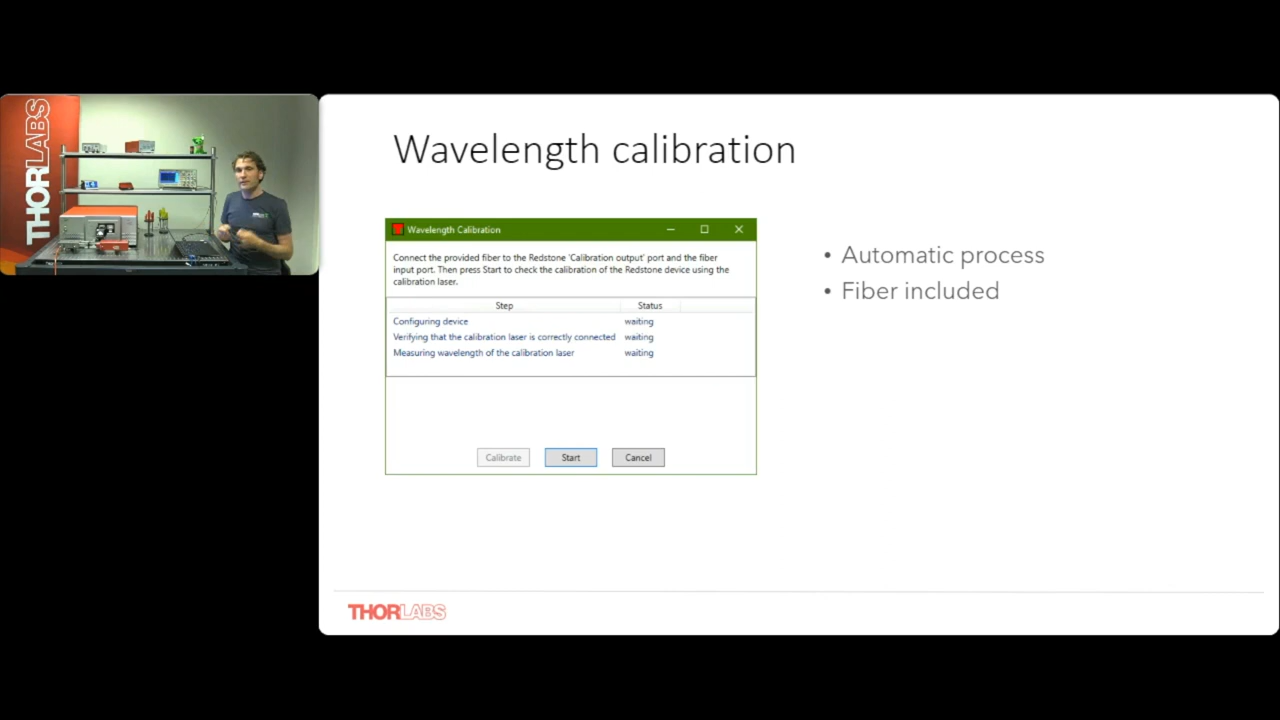 THORLABS
Wavelength calibration
Wavelength Calibration
Connect the provided fiber to the Redstone 'Calibration output' port and the fiber
input port. Then press Start to check the calibration of the Redstone device using the
calibration laser.
Step Status
Configuring device waiting
Verifying that the calibration laser is correctly connected waiting
Measuring wavelength of the calibration laser waiting
Calibrate Start Cancel
• Automatic process
• Fiber included
THORLABS